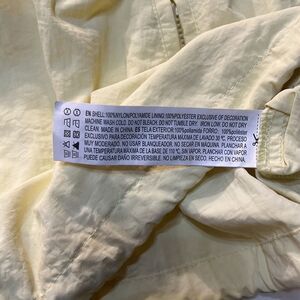 EN SHELL:100%NYLON/POLYAMIDE LINING:100%POLYESTER EXCLUSIVE OF DECORATION
MACHINE WASH COLD. DO NOT BLEACH. DO NOT TUMBLE DRY. IRON LOW. DO NOT DRY
CLEAN. MADE IN CHINA. ES TELA EXTERIOR:100%poliamida FORRO: 100%poliéster
EXCLUSIVO PARA DECORACIÓN TEMPERATURA MÁXIMA DE LAVADO 30 ºC, PROCESO
MUY SUAVE. NO BLANQUEAR. NO SECAR EN MÁQUINA. PLANCHAR A
UNA TEMPERATURA MÁXIMA DE LA BASE DE 110 ºC, SIN VAPOR. PLANCHAR CON VAPOR
PUEDE CAUSAR DAÑO IRREVERSIBLE. NO LIMPIEZA EN SECO. HECHO EN CHINA.